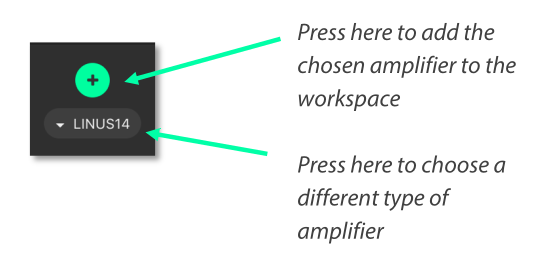 Press here to add the
chosen amplifier to the
workspace
LINUS14
Press here to choose a
different type of
amplifier